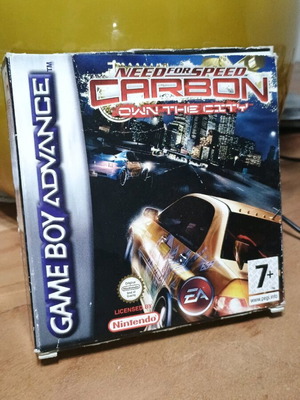 GAME BOY ADVANCE
NEED FOR SPEED
CARBON
OWN THE CITY
LICENSED BY
Nintendo
EA
7+
www.pegi.info